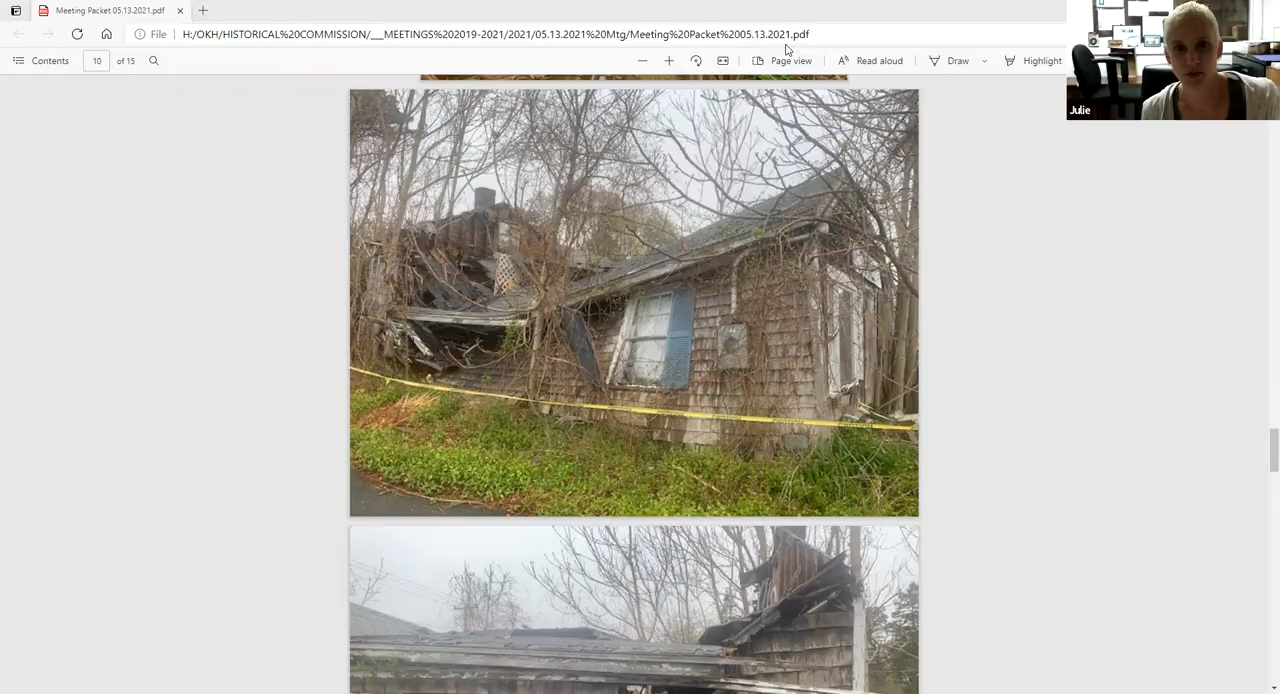 Meeting Packet 05.13.2021.pdf
File H:/OKH/HISTORICAL%20COMMISSION/___MEETINGS%202019-2021/2021/05.13.2021%20Mtg/Meeting%20Packet%2005.13.2021.pdf
Contents 10 of 15 Page view Read aloud Draw Highlight
Julie